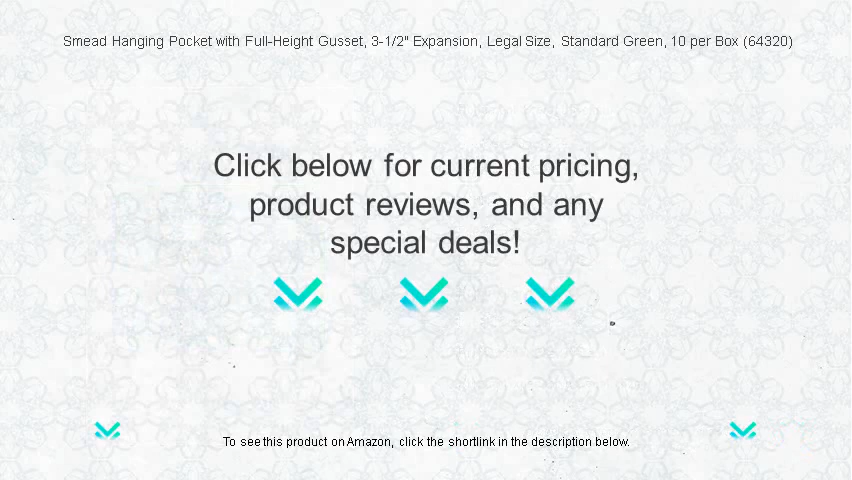 Smead Hanging Pocket with Full-Height Gusset, 3-1/2" Expansion, Legal Size, Standard Green, 10 per Box (64320)
Click below for current pricing,
product reviews, and any
special deals!
To see this product on Amazon, click the shortlink in the description below.